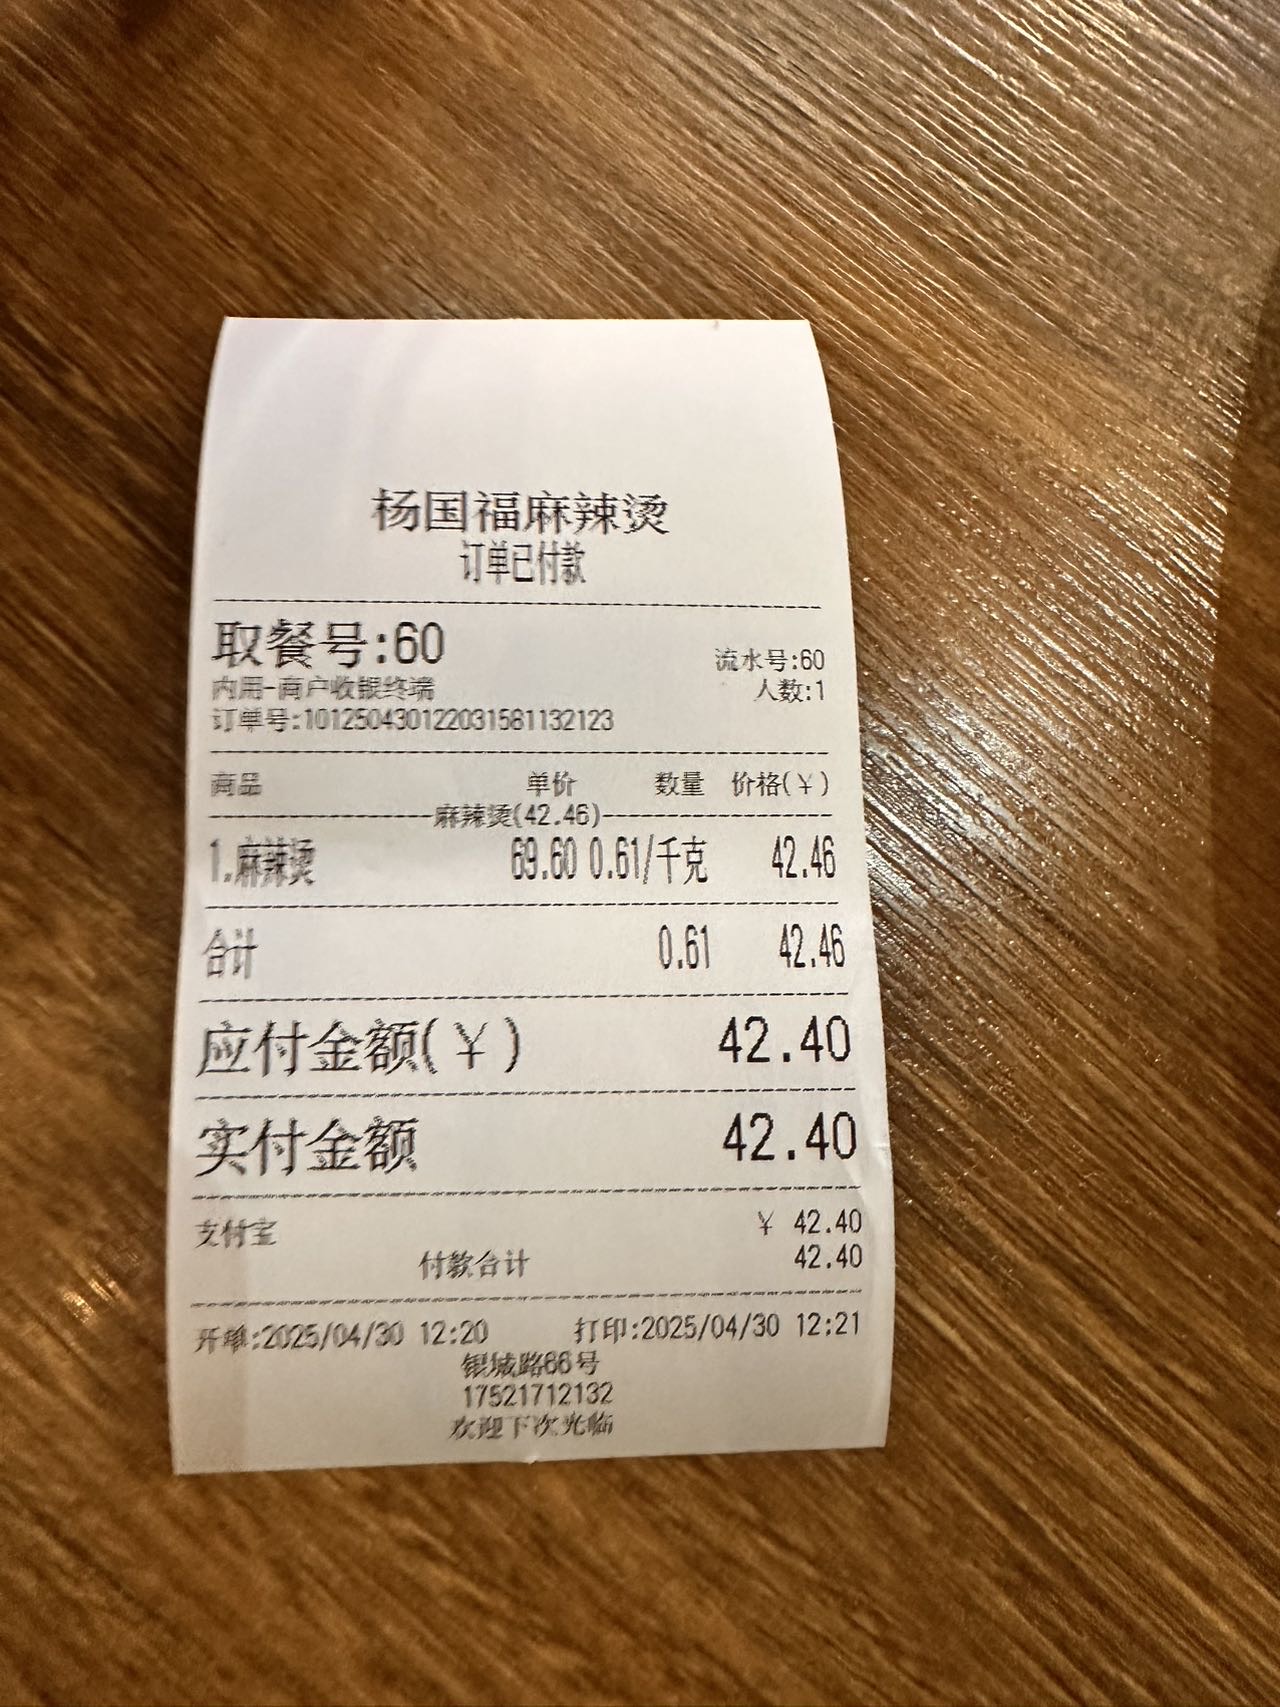 杨国福麻辣烫
订单已付款
取餐号:60
流水号:60
内用-商户收银终端
人数:1
订单号:101250430122031581132123
商品 单价 数量 价格(¥)
麻辣烫(42.46)
1.麻辣烫 69.60 0.61/千克 42.46
合计 0.61 42.46
应付金额(¥) 42.40
实付金额 42.40
支付宝 ¥ 42.40
付款合计 42.40
开单:2025/04/30 12:20 打印:2025/04/30 12:21
银城路66号
17521712132
欢迎下次光临